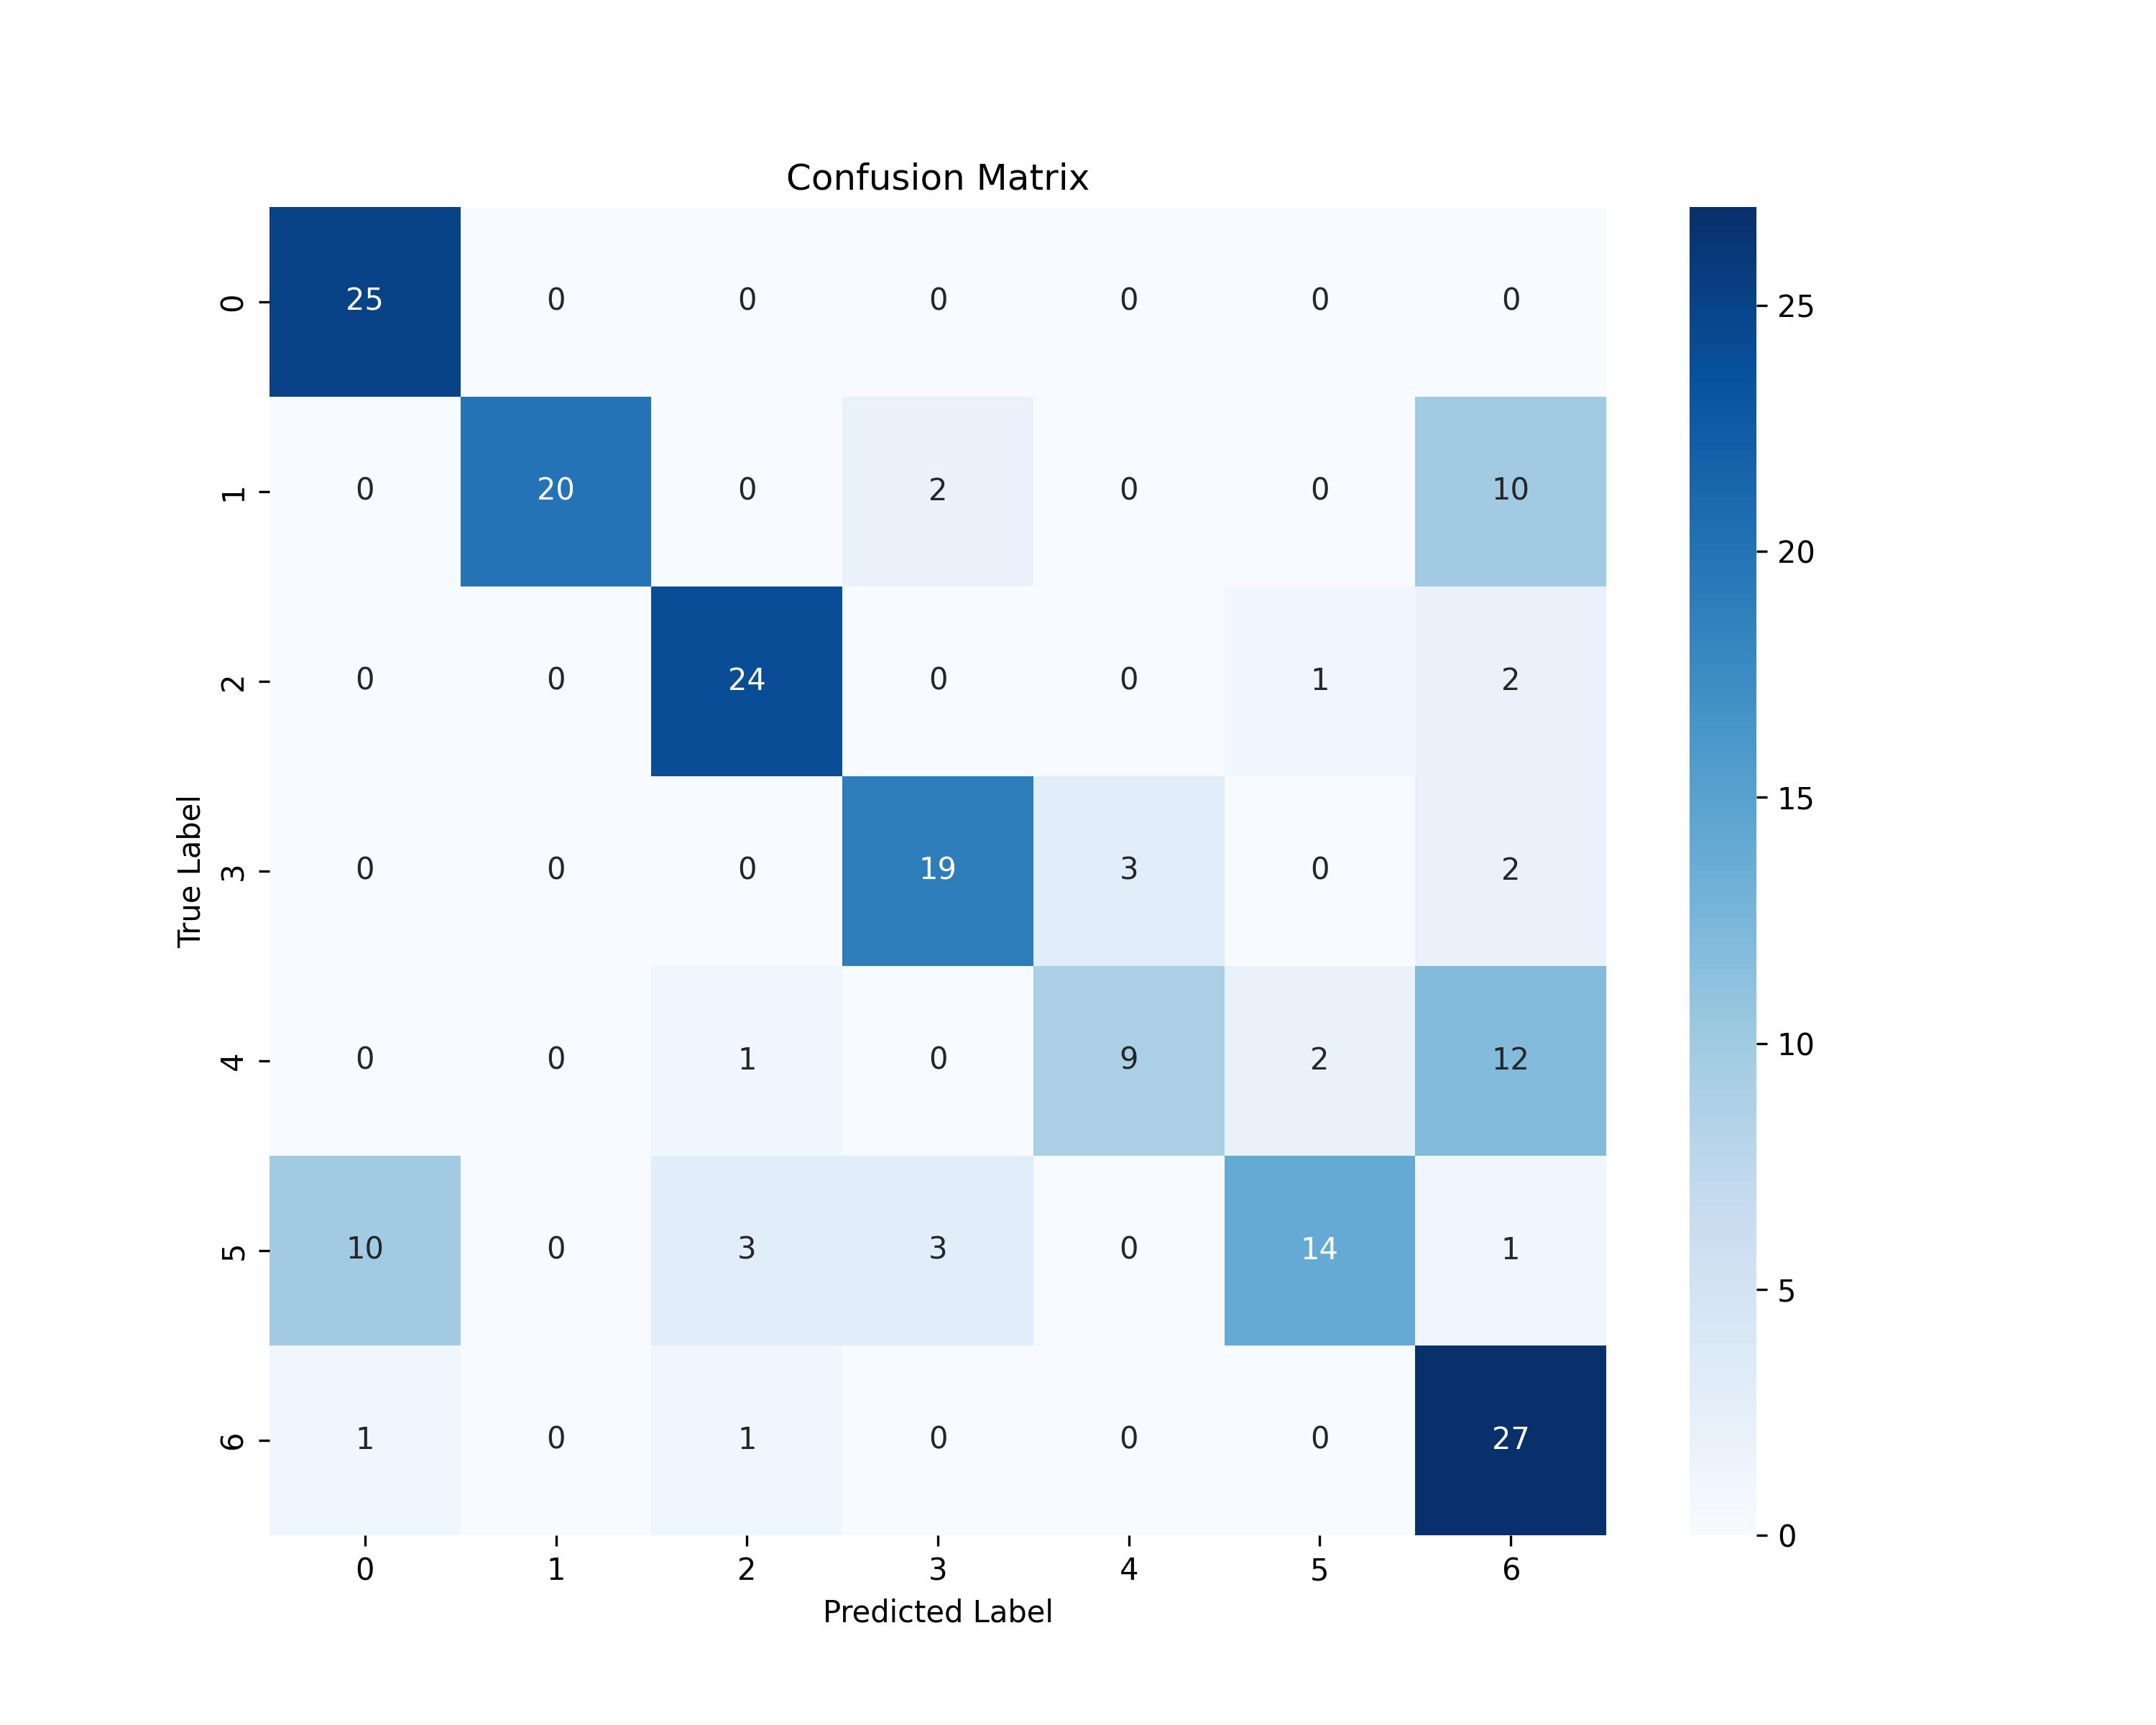 Confusion Matrix
0 25 0 0 0 0 0 0
1 0 20 0 2 0 0 10
2 0 0 24 0 0 1 2
3 0 0 0 19 3 0 2
4 0 0 1 0 9 2 12
5 10 0 3 3 0 14 1
6 1 0 1 0 0 0 27
0 1 2 3 4 5 6
Predicted Label
True Label
25
20
15
10
5
0